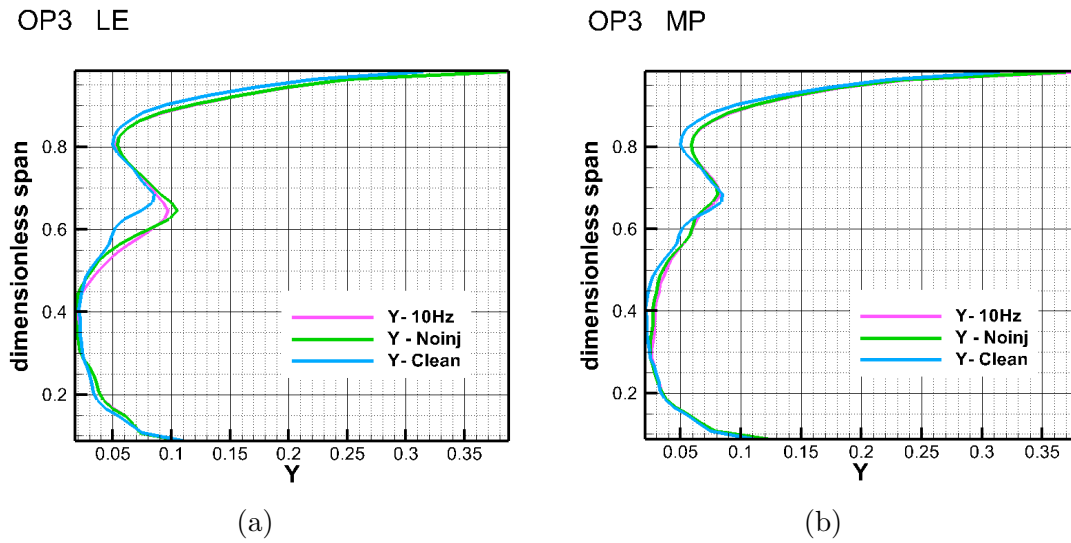 OP3 LE
dimensionless span
0.8
0.6
0.4
0.2
Y- 10Hz
Y - Noinj
Y- Clean
0.05 0.1 0.15 0.2 0.25 0.3 0.35
Y
(a)
OP3 MP
dimensionless span
0.8
0.6
0.4
0.2
Y- 10Hz
Y - Noinj
Y- Clean
0.05 0.1 0.15 0.2 0.25 0.3 0.35
Y
(b)